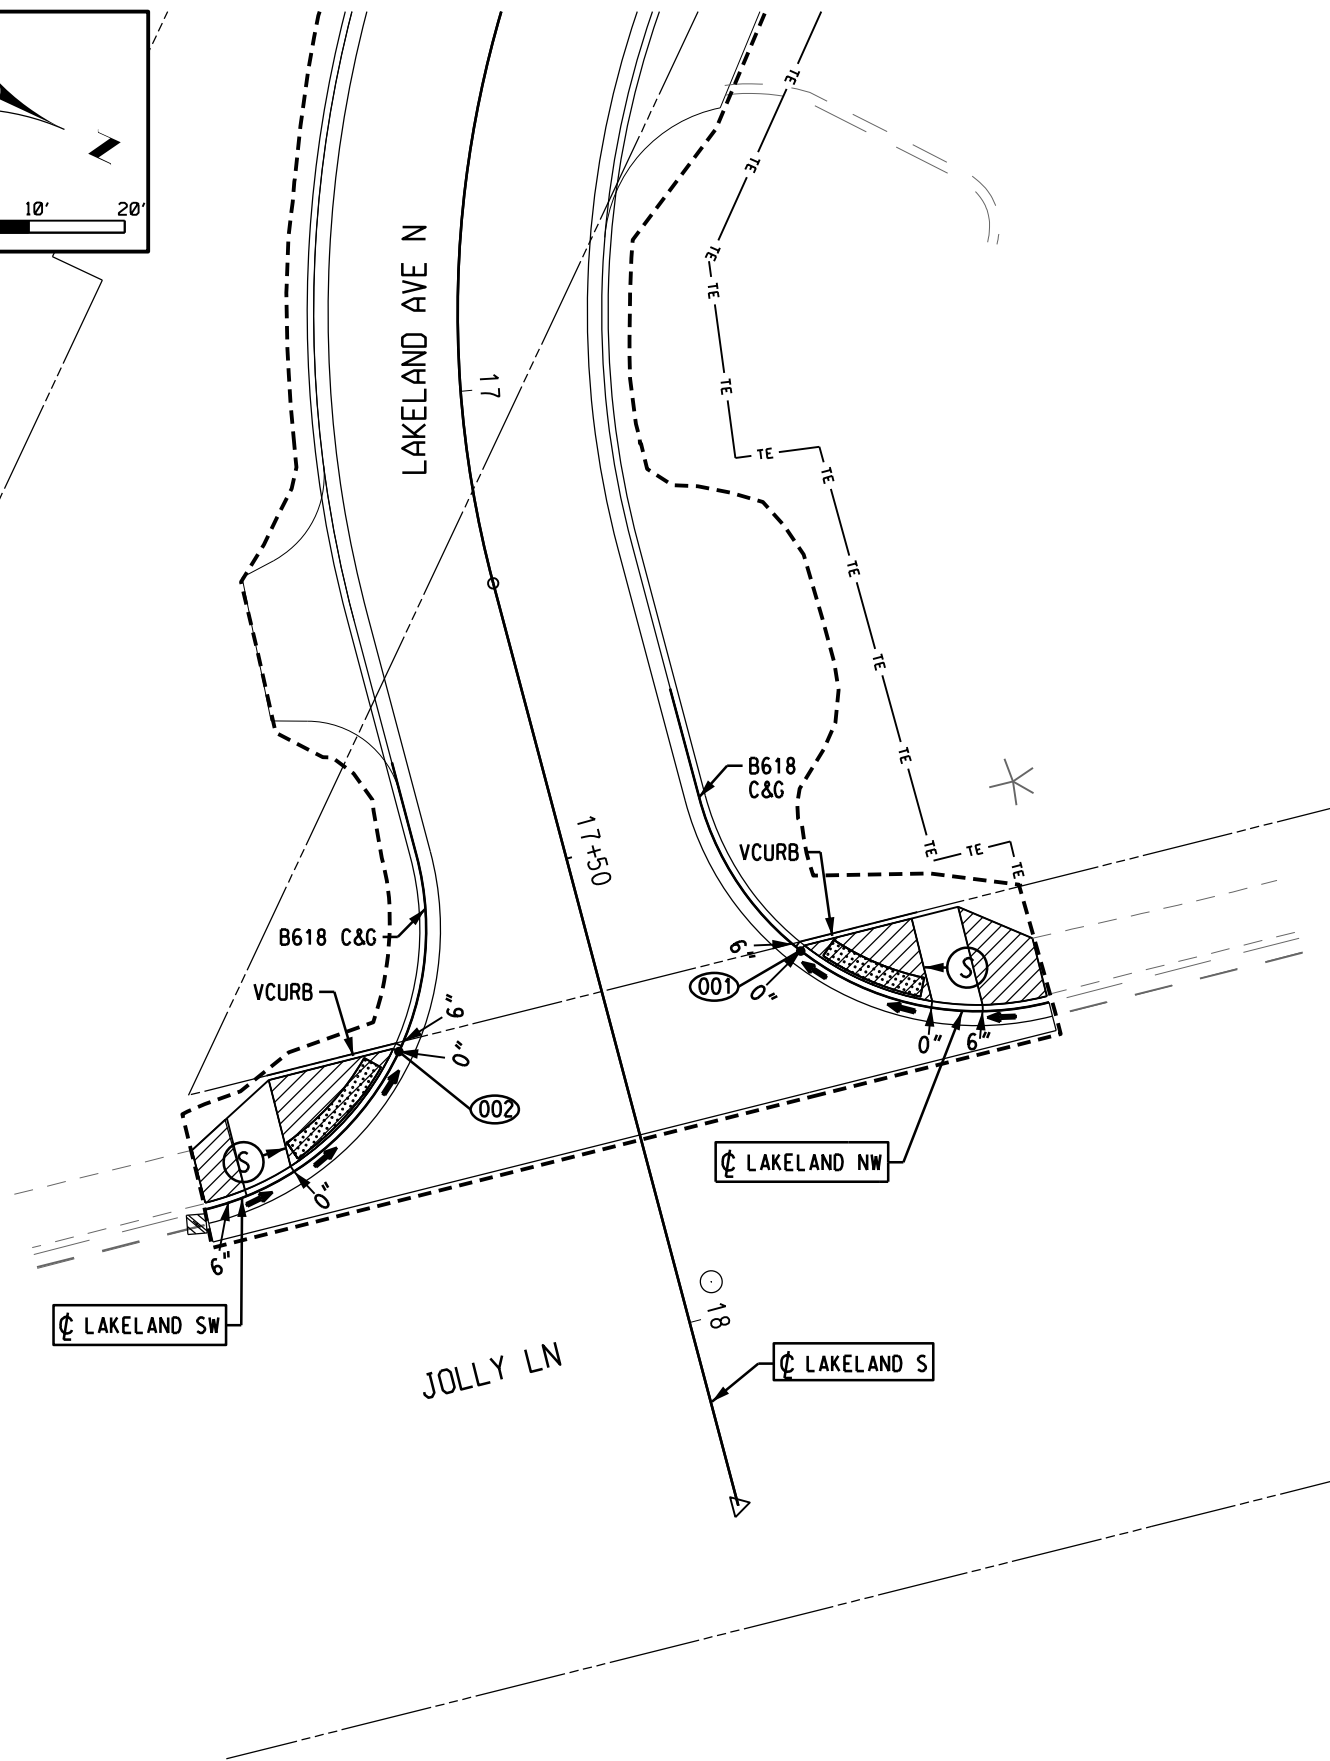 N
10' 20'
TE
TE
TE
TE
TE
TE
TE
TE
TE
TE
TE
TE TE
TE
LAKELAND AVE N
17
B618
C&G
17+50
VCURB
B618 C&G
6"
0"
001
S
0" 6"
VCURB
6"
0"
002
S
0"
6"
℄ LAKELAND NW
℄ LAKELAND SW
18
JOLLY LN
℄ LAKELAND S